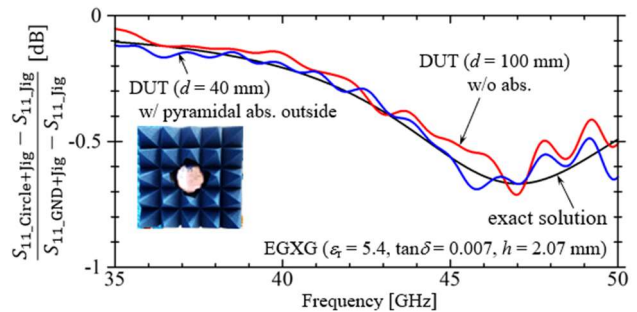 0
DUT (d = 100 mm)
w/o abs.
DUT (d = 40 mm)
w/ pyramidal abs. outside
-0.5
S11_Circle+Jig − S11_Jig
S11_GND+Jig − S11_Jig
[dB]
exact solution
EGXG (εr = 5.4, tanδ = 0.007, h = 2.07 mm)
-1
35 40 45 50
Frequency [GHz]